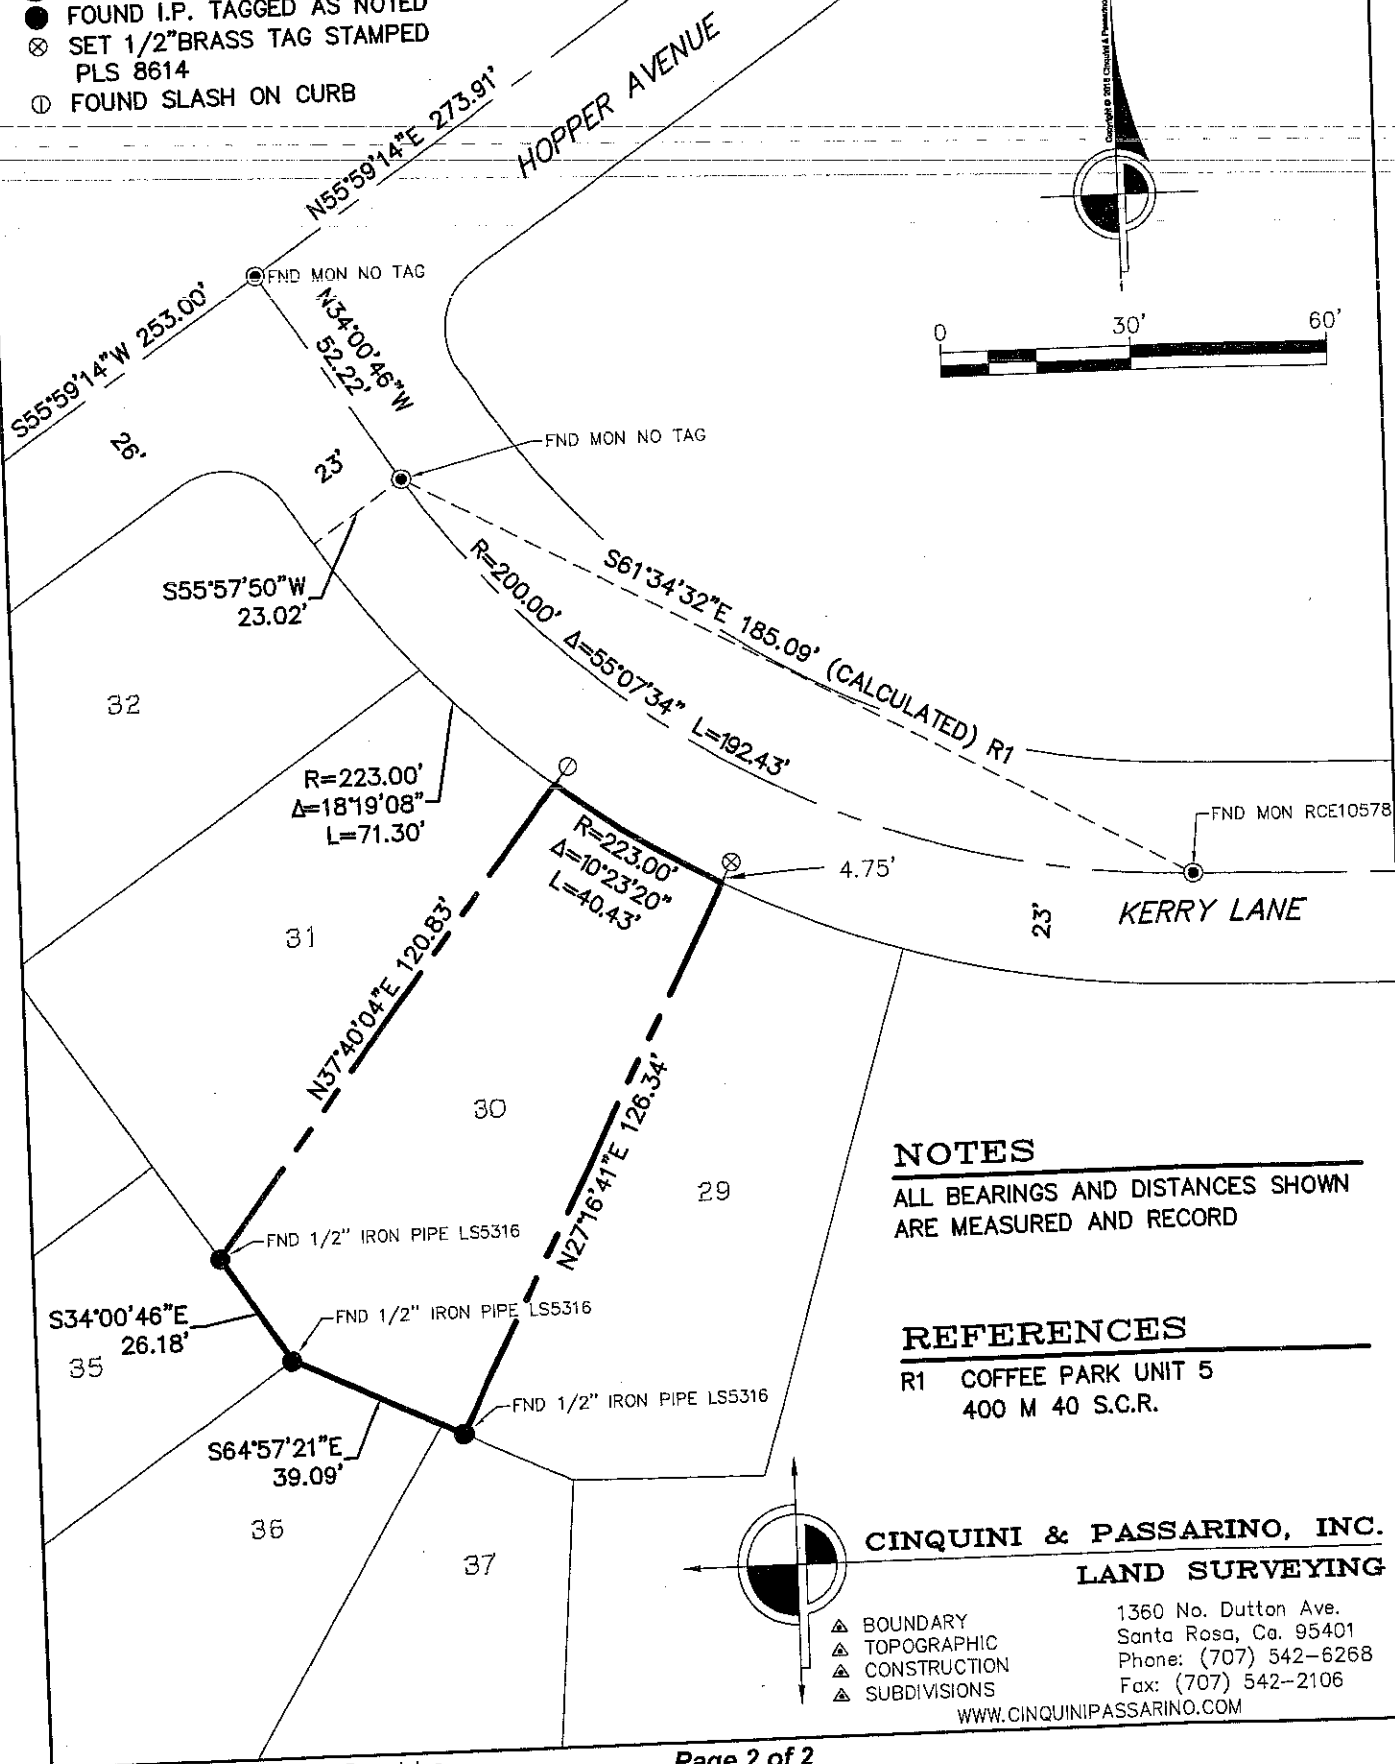 FOUND I.P. TAGGED AS NOTED
⊗ SET 1/2"BRASS TAG STAMPED
PLS 8614
FOUND SLASH ON CURB
N55°59'14"E 273.91'
HOPPER AVENUE
FND MON NO TAG
S55°59'14"W 253.00'
N34°00'46"W
52.22'
0 30' 60'
26'
23'
FND MON NO TAG
S55°57'50"W
23.02'
S61°34'32"E 185.09' (CALCULATED) R1
R=200.00' Δ=55°07'34" L=192.43'
32
R=223.00'
Δ=18°19'08"
L=71.30'
R=223.00'
Δ=10°23'20"
L=40.43'
4.75'
FND MON RCE10578
23'
KERRY LANE
31
N37°40'04"E 120.83'
30
N27°16'41"E 126.34'
29
NOTES
ALL BEARINGS AND DISTANCES SHOWN
ARE MEASURED AND RECORD
FND 1/2" IRON PIPE LS5316
S34°00'46"E
26.18'
FND 1/2" IRON PIPE LS5316
35
REFERENCES
R1 COFFEE PARK UNIT 5
400 M 40 S.C.R.
FND 1/2" IRON PIPE LS5316
S64°57'21"E
39.09'
36
37
CINQUINI & PASSARINO, INC.
LAND SURVEYING
BOUNDARY
TOPOGRAPHIC
CONSTRUCTION
SUBDIVISIONS
1360 No. Dutton Ave.
Santa Rosa, Ca. 95401
Phone: (707) 542-6268
Fax: (707) 542-2106
WWW.CINQUINIPASSARINO.COM
Page 2 of 2